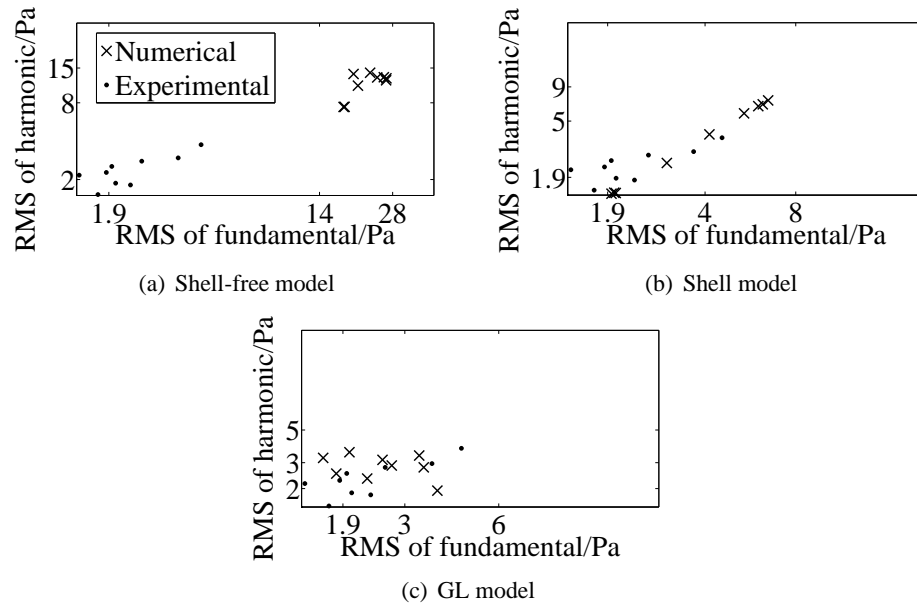 RMS of harmonic/Pa
15
8
2
× Numerical
• Experimental
1.9
14
28
RMS of fundamental/Pa
(a) Shell-free model
RMS of harmonic/Pa
9
5
1.9
1.9
4
8
RMS of fundamental/Pa
(b) Shell model
RMS of harmonic/Pa
5
3
2
1.9
3
6
RMS of fundamental/Pa
(c) GL model